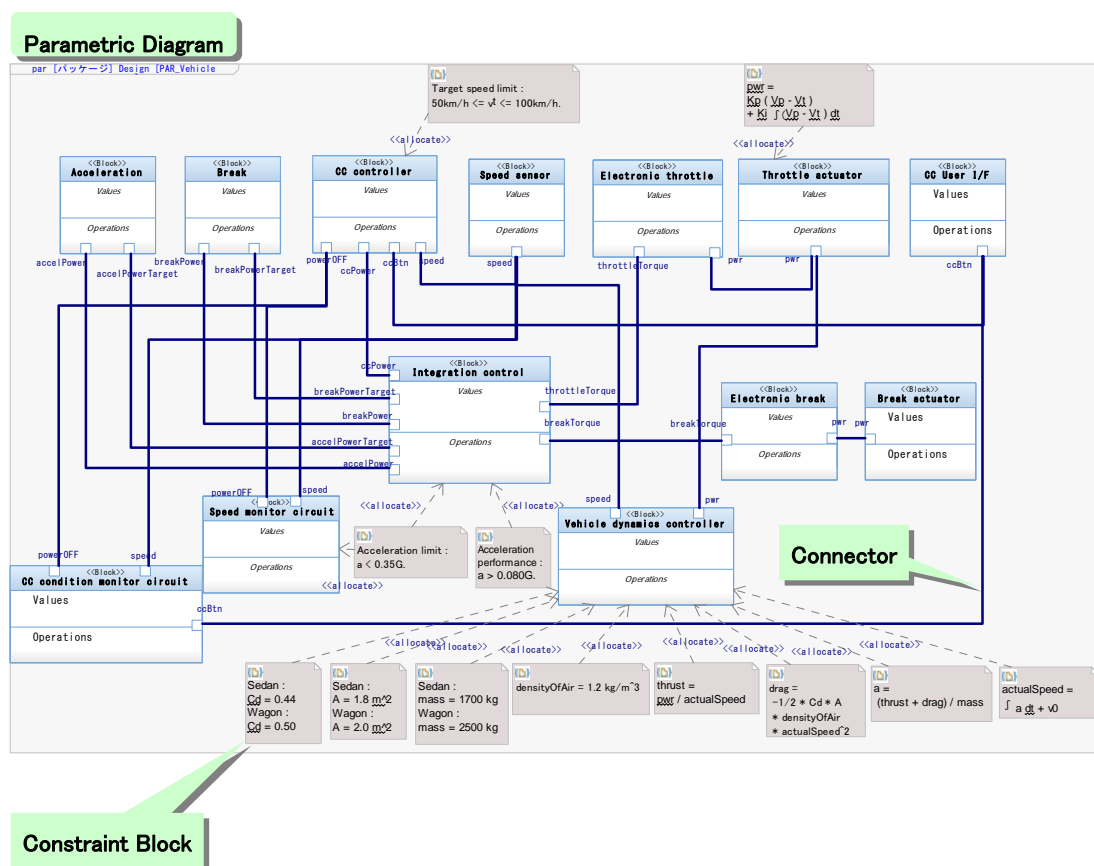 Parametric Diagram
par [パッケージ] Design [PAR_Vehicle
Target speed limit :
50km/h <= vt <= 100km/h.
pwr =
Kp ( Vp - Vt )
+ Ki ∫ (Vp - Vt ) dt
<<allocate>>
<<allocate>>
<<Block>>
Acceleration
Values
Operations
<<Block>>
Break
Values
Operations
<<Block>>
CC controller
Values
Operations
<<Block>>
Speed sensor
Values
Operations
<<Block>>
Electronic throttle
Values
Operations
<<Block>>
Throttle actuator
Values
Operations
<<Block>>
CC User I/F
Values
Operations
accelPower
accelPowerTarget
breakPower
breakPowerTarget
powerOFF
ccPower
ccBtn
speed
speed
throttleTorque
pwr
pwr
ccBtn
<<Block>>
Integration control
Values
Operations
ccPower
breakPowerTarget
breakPower
accelPowerTarget
accelPower
throttleTorque
breakTorque
<<Block>>
Electronic break
Values
Operations
breakTorque
pwr
<<Block>>
Break actuator
Values
Operations
pwr
powerOFF
speed
<<Block>>
Speed monitor circuit
Values
Operations
<<allocate>>
<<allocate>>
<<allocate>>
Acceleration limit :
a < 0.35G.
Acceleration
performance :
a > 0.080G.
speed
pwr
<<Block>>
Vehicle dynamics controller
Values
Operations
Connector
powerOFF
speed
<<Block>>
CC condition monitor circuit
Values
Operations
ccBtn
<<allocate>>
<<allocate>>
<<allocate>>
<<allocate>>
<<allocate>>
<<allocate>>
<<allocate>>
<<allocate>>
Sedan :
Cd = 0.44
Wagon :
Cd = 0.50
Sedan :
A = 1.8 m^2
Wagon :
A = 2.0 m^2
Sedan :
mass = 1700 kg
Wagon :
mass = 2500 kg
densityOfAir = 1.2 kg/m^3
thrust =
pwr / actualSpeed
drag =
-1/2 * Cd * A
* densityOfAir
* actualSpeed^2
a =
(thrust + drag) / mass
actualSpeed =
∫ a dt + v0
Constraint Block